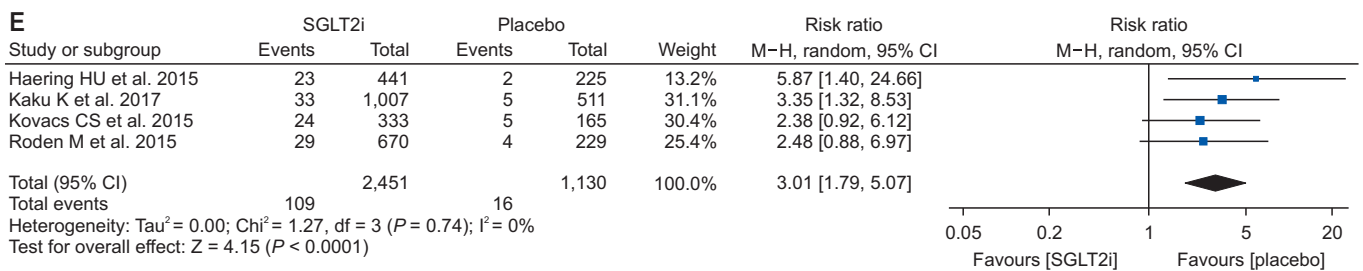 E
SGLT2i Placebo Risk ratio Risk ratio
Study or subgroup Events Total Events Total Weight M−H, random, 95% CI M−H, random, 95% CI
Haering HU et al. 2015 23 441 2 225 13.2% 5.87 [1.40, 24.66]
Kaku K et al. 2017 33 1,007 5 511 31.1% 3.35 [1.32, 8.53]
Kovacs CS et al. 2015 24 333 5 165 30.4% 2.38 [0.92, 6.12]
Roden M et al. 2015 29 670 4 229 25.4% 2.48 [0.88, 6.97]
Total (95% CI) 2,451 1,130 100.0% 3.01 [1.79, 5.07]
Total events 109 16
Heterogeneity: Tau² = 0.00; Chi² = 1.27, df = 3 (P = 0.74); I² = 0%
Test for overall effect: Z = 4.15 (P < 0.0001)
0.05 0.2 1 5 20
Favours [SGLT2i] Favours [placebo]